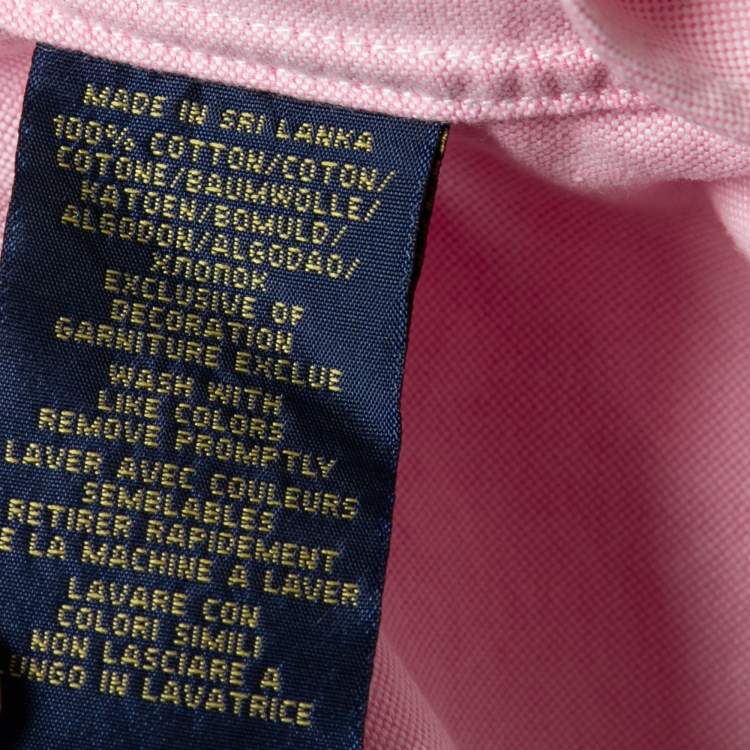 MADE IN SRI LANKA
100% COTTON/COTON/
COTONE/BAUMWOLLE/
KATOEN/BOMULD/
ALGODON/ALGODAO/
ХЛОПОК
EXCLUSIVE OF
DECORATION
GARNITURE EXCLUE
WASH WITH
LIKE COLORS
REMOVE PROMPTLY
LAVER AVEC COULEURS
SEMBLABLES
RETIRER RAPIDEMENT
E LA MACHINE A LAVER
LAVARE CON
COLORI SIMILI
NON LASCIARE A
UNGO IN LAVATRICE